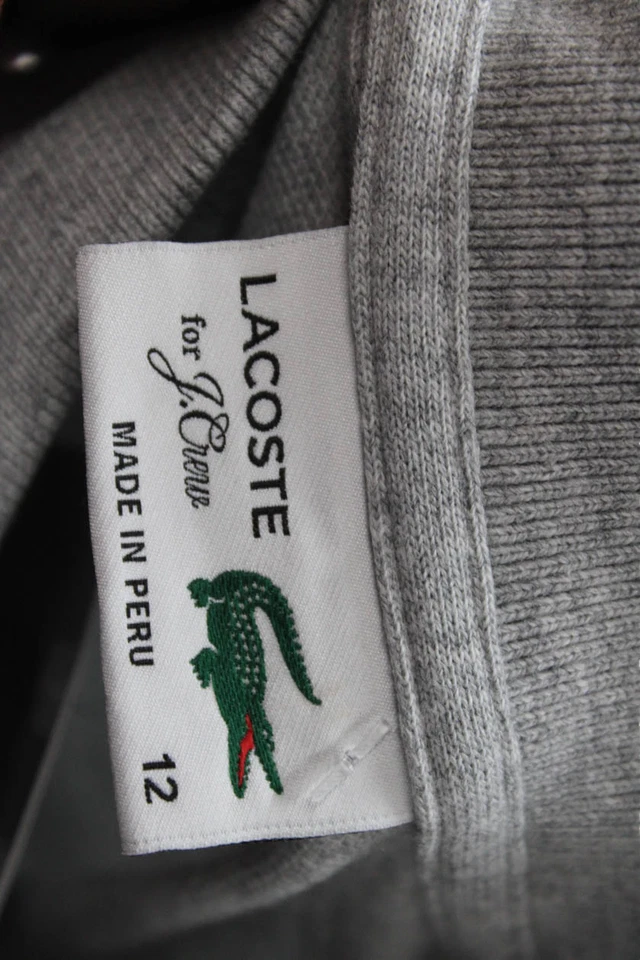 LACOSTE
for J.Crew
MADE IN PERU
12